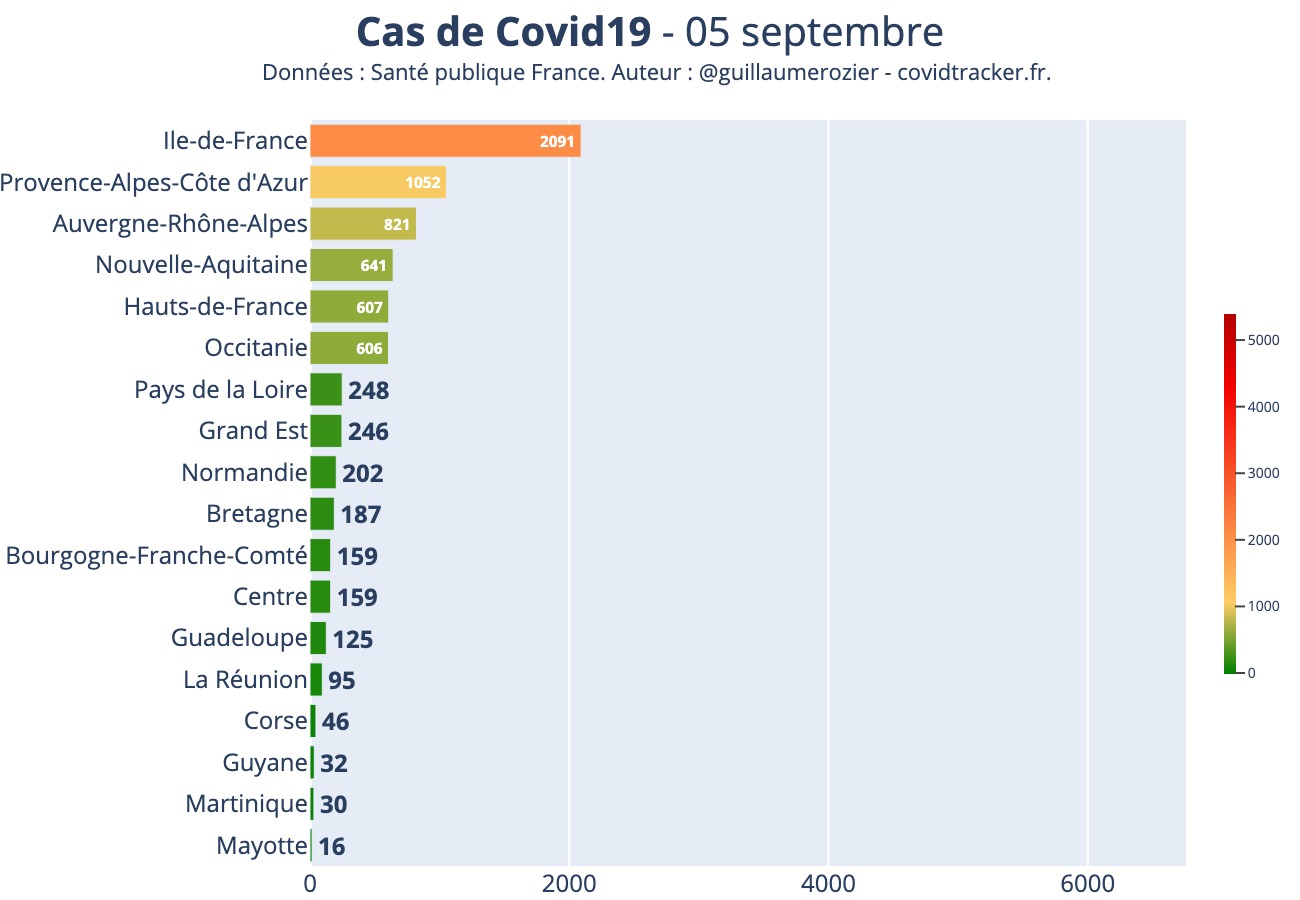 Cas de Covid19 - 05 septembre
Données : Santé publique France. Auteur : @guillaumerozier - covidtracker.fr.
Ile-de-France 2091
Provence-Alpes-Côte d'Azur 1052
Auvergne-Rhône-Alpes 821
Nouvelle-Aquitaine 641
Hauts-de-France 607
Occitanie 606
Pays de la Loire 248
Grand Est 246
Normandie 202
Bretagne 187
Bourgogne-Franche-Comté 159
Centre 159
Guadeloupe 125
La Réunion 95
Corse 46
Guyane 32
Martinique 30
Mayotte 16
0 2000 4000 6000
5000
4000
3000
2000
1000
0